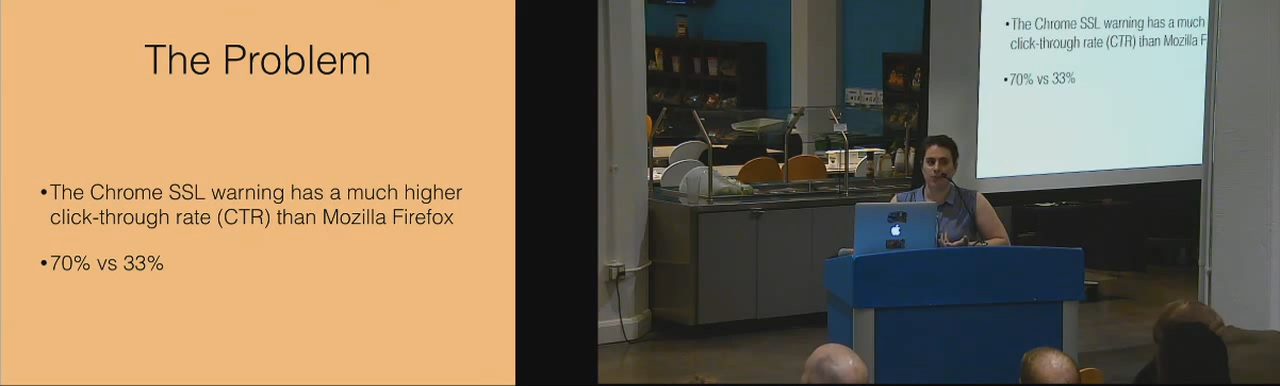 The Problem
•The Chrome SSL warning has a much higher
click-through rate (CTR) than Mozilla Firefox
•70% vs 33%
•The Chrome SSL warning has a much
click-through rate (CTR) than Mozilla F
•70% vs 33%